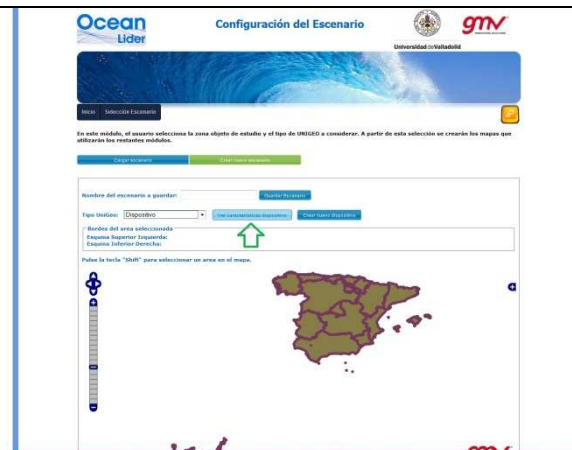 Ocean
Lider
Configuración del Escenario
gmv
Universidad de Valladolid
Inicio Selección Escenario
En este módulo, el usuario selecciona la zona objeto de estudio y el tipo de UNIGEO a considerar. A partir de esta selección se crearán los mapas que
utilizarán los restantes módulos.
Cargar escenario Crear nuevo escenario
Nombre del escenario a guardar: Guardar Escenario
Tipo UniGeo: Dispositivo Ver características dispositivo Crear nuevo dispositivo
Bordes del area seleccionada
Esquina Superior Izquierda:
Esquina Inferior Derecha:
Pulse la tecla "Shift" para seleccionar un area en el mapa.
gmv